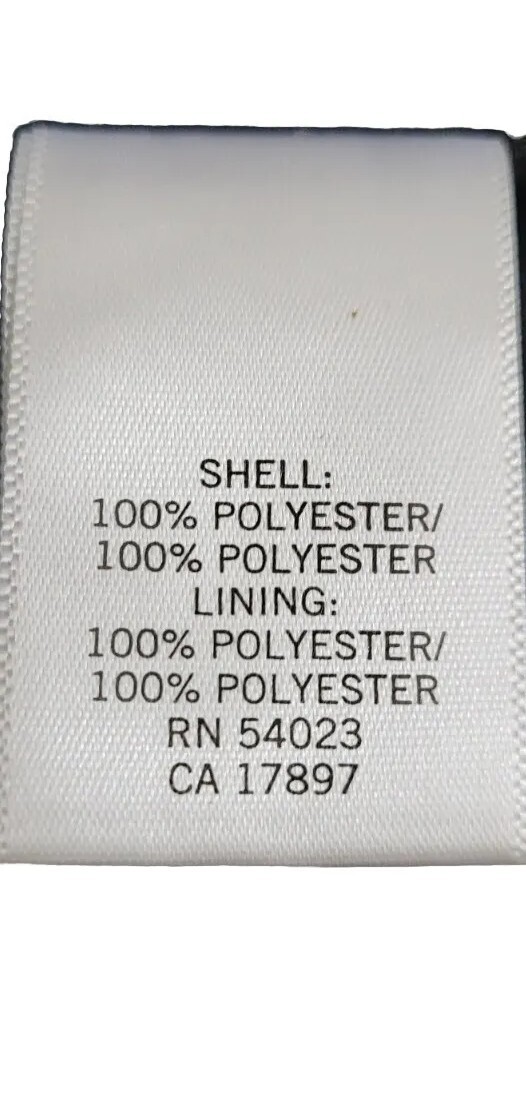 SHELL:
100% POLYESTER/
100% POLYESTER
LINING:
100% POLYESTER/
100% POLYESTER
RN 54023
CA 17897